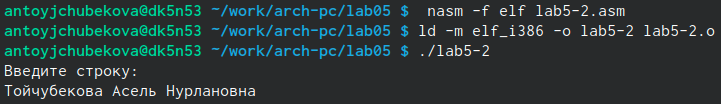 antoyjchubekova@dk5n53 ~/work/arch-pc/lab05 $  nasm -f elf lab5-2.asm
antoyjchubekova@dk5n53 ~/work/arch-pc/lab05 $ ld -m elf_i386 -o lab5-2 lab5-2.o
antoyjchubekova@dk5n53 ~/work/arch-pc/lab05 $ ./lab5-2
Введите строку:
Тойчубекова Асель Нурлановна